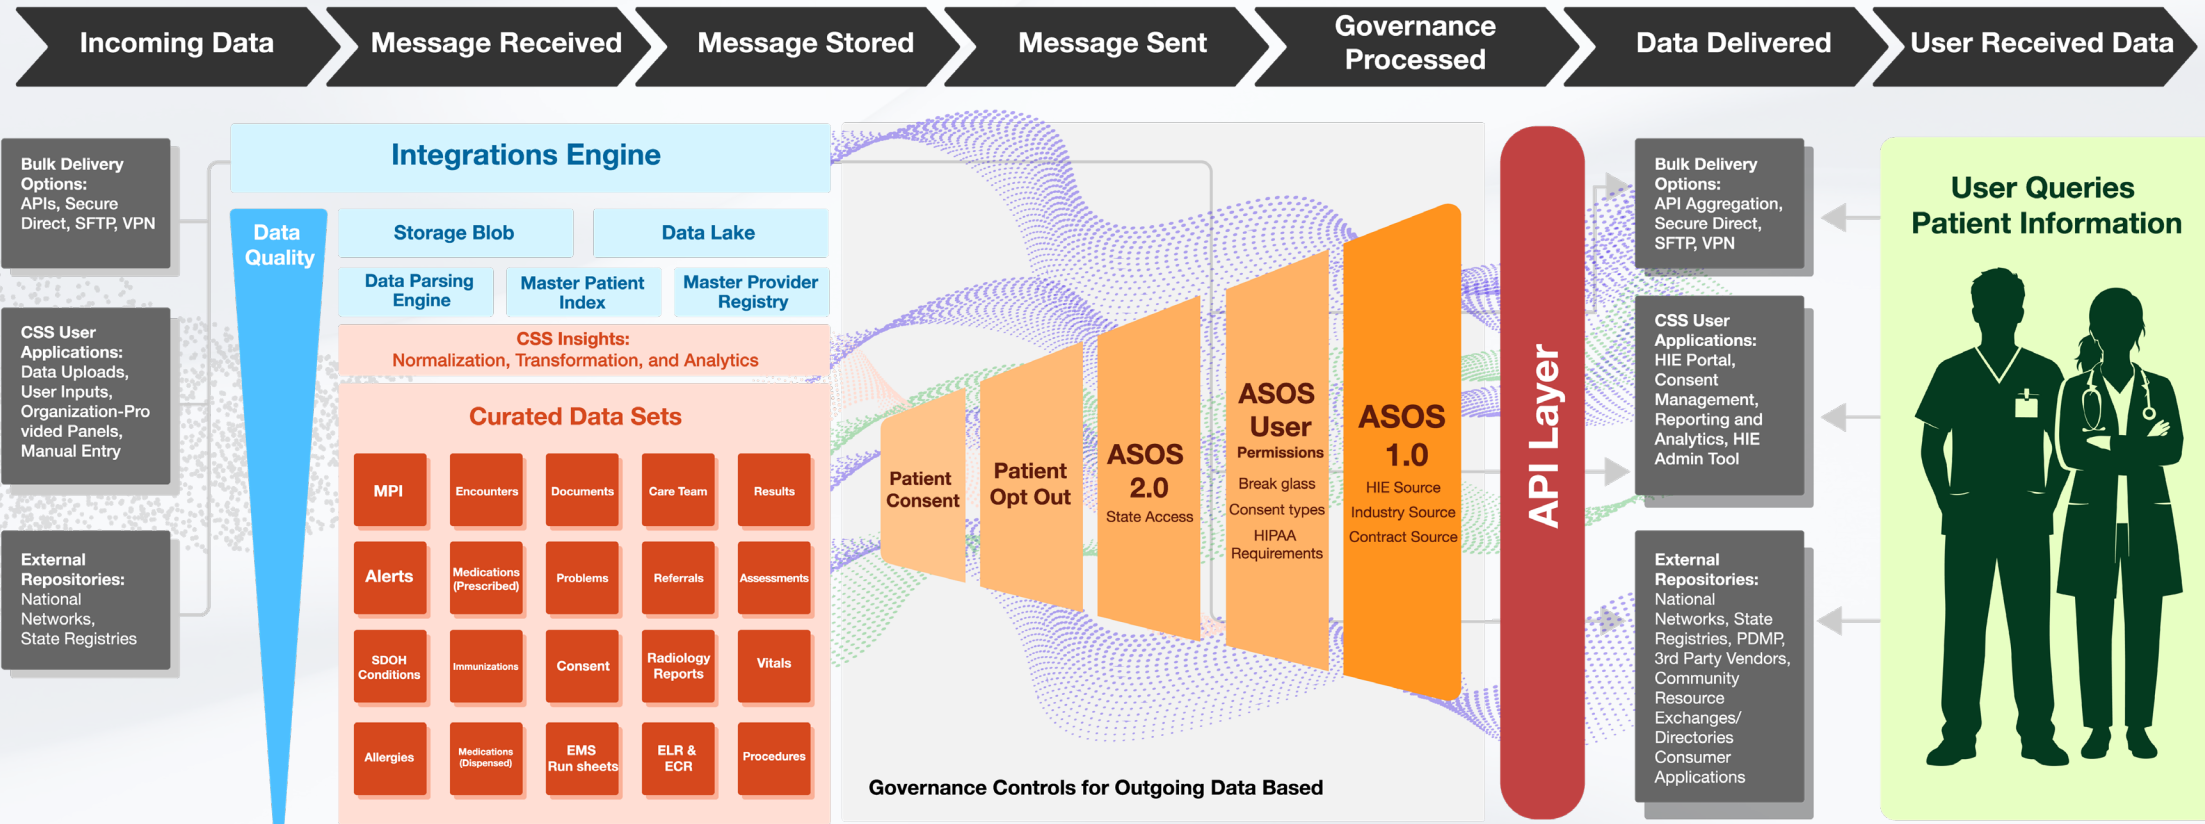 Incoming Data
Message Received
Message Stored
Message Sent
Governance
Processed
Data Delivered
User Received Data
Bulk Delivery
Options:
APIs, Secure
Direct, SFTP, VPN
CSS User
Applications:
Data Uploads,
User Inputs,
Organization-Pro
vided Panels,
Manual Entry
External
Repositories:
National
Networks,
State Registries
Integrations Engine
Data
Quality
Storage Blob
Data Lake
Data Parsing
Engine
Master Patient
Index
Master Provider
Registry
CSS Insights:
Normalization, Transformation, and Analytics
Curated Data Sets
MPI
Encounters
Documents
Care Team
Results
Alerts
Medications
(Prescribed)
Problems
Referrals
Assessments
SDOH
Conditions
Immunizations
Consent
Radiology
Reports
Vitals
Allergies
Medications
(Dispensed)
EMS
Run sheets
ELR &
ECR
Procedures
Patient
Consent
Patient
Opt Out
ASOS
2.0
State Access
ASOS
User
Permissions
Break glass
Consent types
HIPAA
Requirements
ASOS
1.0
HIE Source
Industry Source
Contract Source
Governance Controls for Outgoing Data Based
API Layer
Bulk Delivery
Options:
API Aggregation,
Secure Direct,
SFTP, VPN
CSS User
Applications:
HIE Portal,
Consent
Management,
Reporting and
Analytics, HIE
Admin Tool
External
Repositories:
National
Networks, State
Registries, PDMP,
3rd Party Vendors,
Community
Resource
Exchanges/
Directories
Consumer
Applications
User Queries
Patient Information